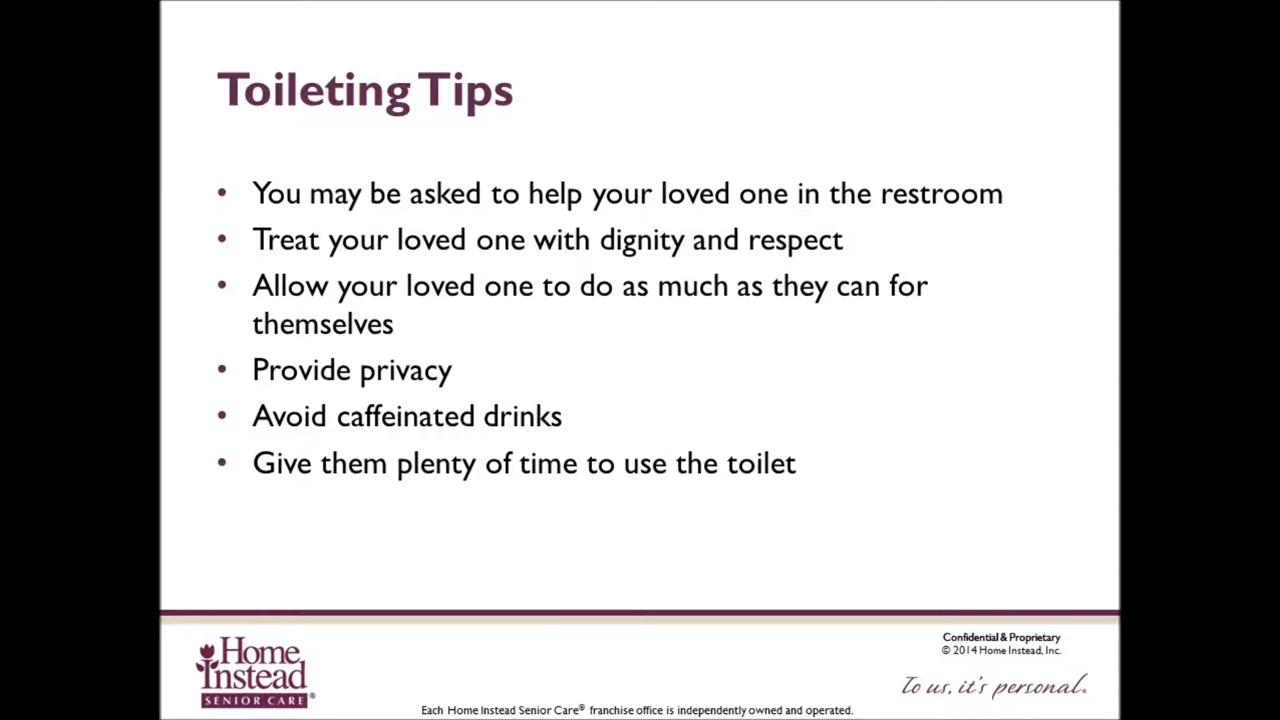 Toileting Tips
• You may be asked to help your loved one in the restroom
• Treat your loved one with dignity and respect
• Allow your loved one to do as much as they can for
themselves
• Provide privacy
• Avoid caffeinated drinks
• Give them plenty of time to use the toilet
Home
Instead
SENIOR CARE®
Confidential & Proprietary
© 2014 Home Instead, Inc.
To us, it's personal.
Each Home Instead Senior Care® franchise office is independently owned and operated.